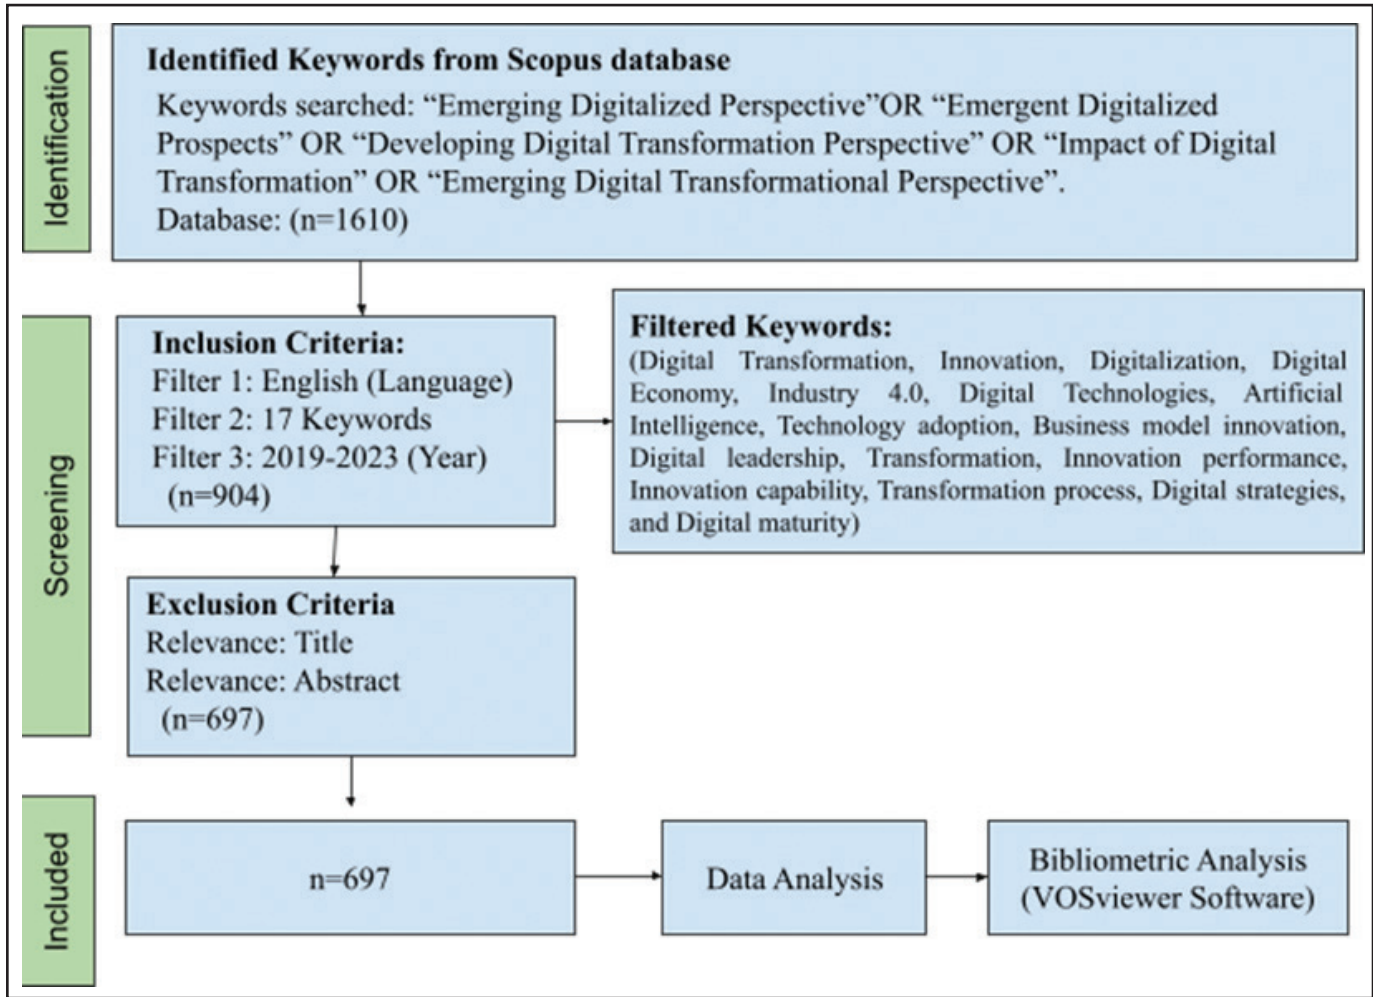 Identification
Identified Keywords from Scopus database
Keywords searched: “Emerging Digitalized Perspective”OR “Emergent Digitalized
Prospects” OR “Developing Digital Transformation Perspective” OR “Impact of Digital
Transformation” OR “Emerging Digital Transformational Perspective”.
Database: (n=1610)
Screening
Inclusion Criteria:
Filter 1: English (Language)
Filter 2: 17 Keywords
Filter 3: 2019-2023 (Year)
(n=904)
Filtered Keywords:
(Digital Transformation, Innovation, Digitalization, Digital
Economy, Industry 4.0, Digital Technologies, Artificial
Intelligence, Technology adoption, Business model innovation,
Digital leadership, Transformation, Innovation performance,
Innovation capability, Transformation process, Digital strategies,
and Digital maturity)
Exclusion Criteria
Relevance: Title
Relevance: Abstract
(n=697)
Included
n=697
Data Analysis
Bibliometric Analysis
(VOSviewer Software)